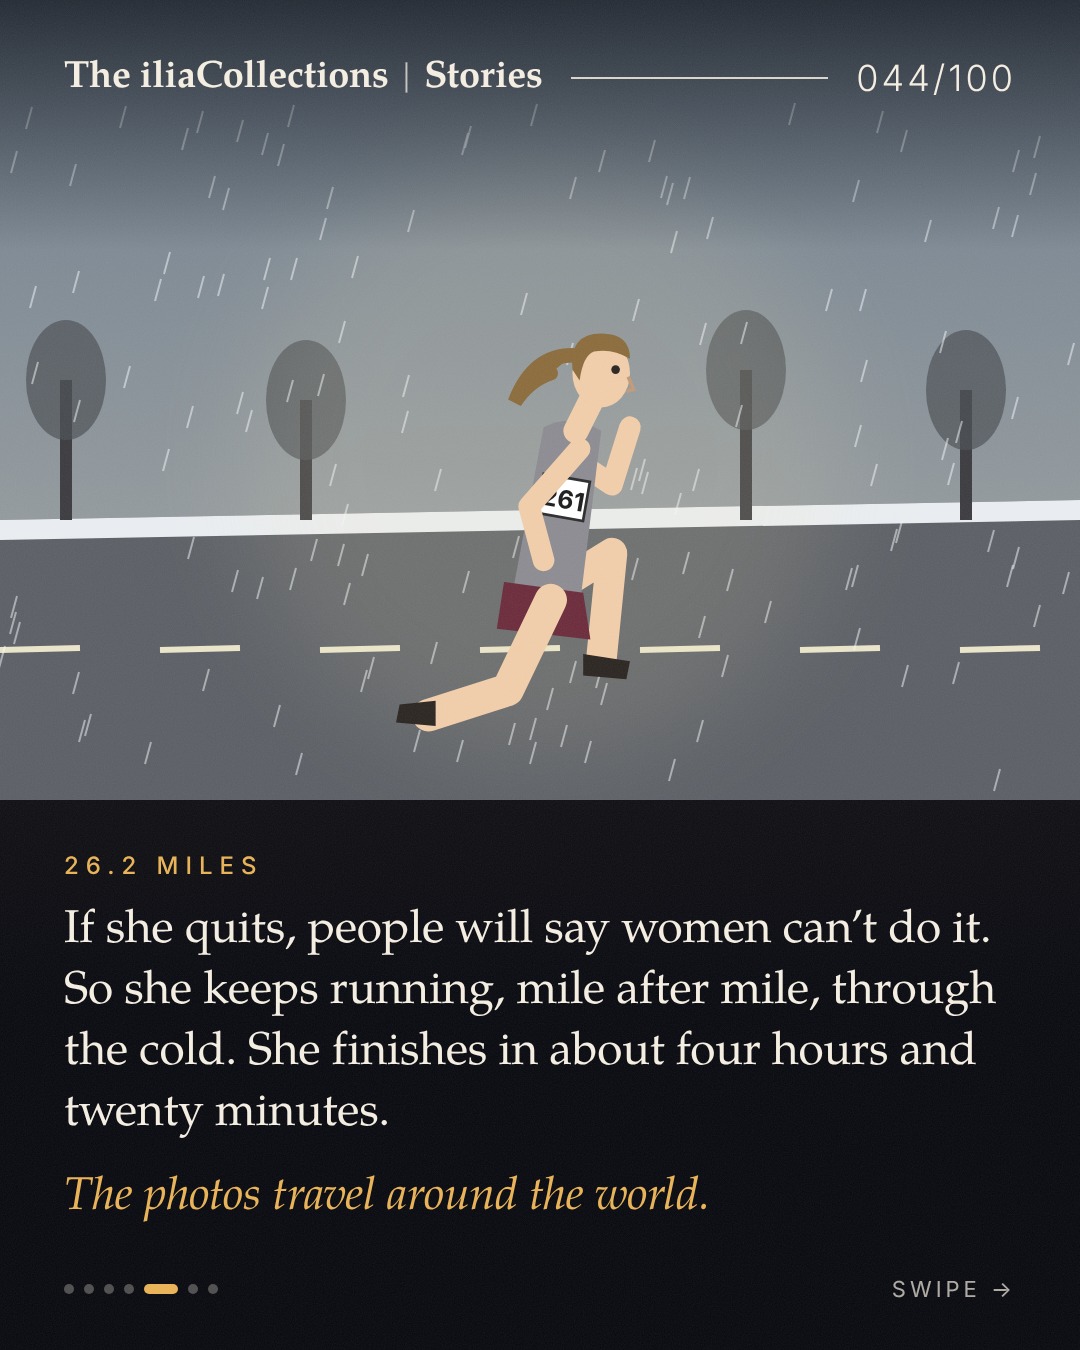 The iliaCollections | Stories
044/100
261
26.2 MILES
If she quits, people will say women can’t do it.
So she keeps running, mile after mile, through
the cold. She finishes in about four hours and
twenty minutes.
The photos travel around the world.
SWIPE →